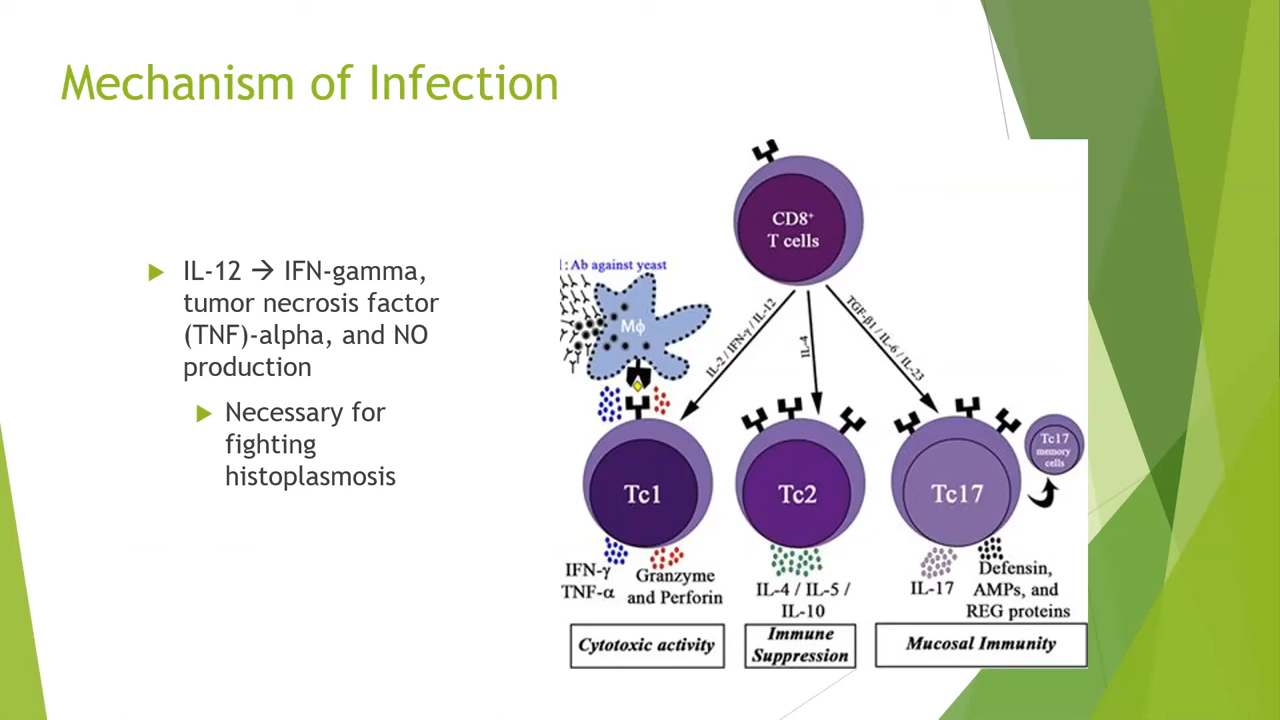 Mechanism of Infection
IL-12 → IFN-gamma,
tumor necrosis factor
(TNF)-alpha, and NO
production
Necessary for
fighting
histoplasmosis
CD8⁺
T cells
: Ab against yeast
Mϕ
IL-2 / IFN-γ / IL-12
IL-4
TGF-β1 / IL-6 / IL-23
Tc1
Tc2
Tc17
Tc17
memory
cells
IFN-γ
TNF-α
Granzyme
and Perforin
IL-4 / IL-5 /
IL-10
IL-17
Defensin,
AMPs, and
REG proteins
Cytotoxic activity
Immune
Suppression
Mucosal Immunity